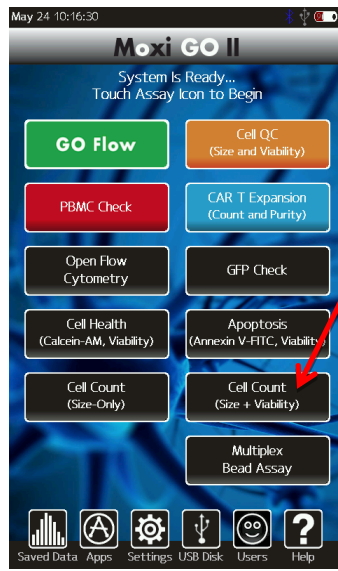 May 24 10:16:30
Moxi GO II
System Is Ready...
Touch Assay Icon to Begin
GO Flow
Cell QC
(Size and Viability)
PBMC Check
CAR T Expansion
(Count and Purity)
Open Flow
Cytometry
GFP Check
Cell Health
(Calcein-AM, Viability)
Apoptosis
(Annexin V-FITC, Viability)
Cell Count
(Size-Only)
Cell Count
(Size + Viability)
Multiplex
Bead Assay
Saved Data Apps Settings USB Disk Users Help